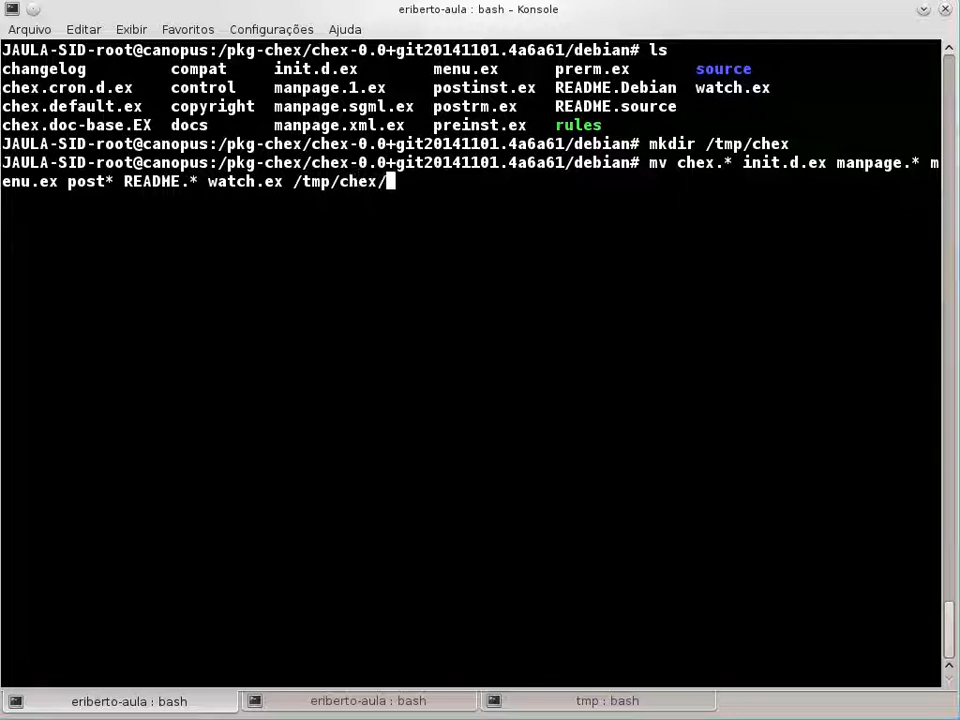 eriberto-aula : bash – Konsole
Arquivo Editar Exibir Favoritos Configurações Ajuda
JAULA-SID-root@canopus:/pkg-chex/chex-0.0+git20141101.4a6a61/debian# ls
changelog compat init.d.ex menu.ex prerm.ex source
chex.cron.d.ex control manpage.1.ex postinst.ex README.Debian watch.ex
chex.default.ex copyright manpage.sgml.ex postrm.ex README.source
chex.doc-base.EX docs manpage.xml.ex preinst.ex rules
JAULA-SID-root@canopus:/pkg-chex/chex-0.0+git20141101.4a6a61/debian# mkdir /tmp/chex
JAULA-SID-root@canopus:/pkg-chex/chex-0.0+git20141101.4a6a61/debian# mv chex.* init.d.ex manpage.* m
enu.ex post* README.* watch.ex /tmp/chex/
eriberto-aula : bash eriberto-aula : bash tmp : bash